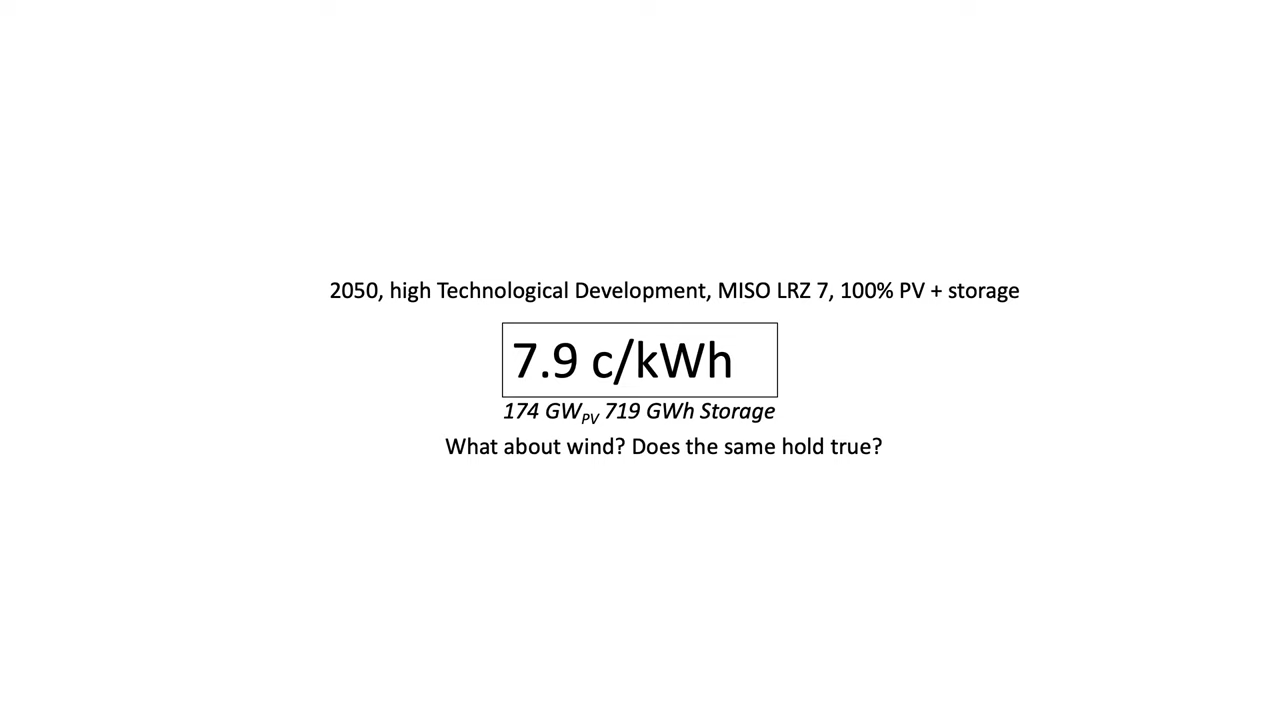 2050, high Technological Development, MISO LRZ 7, 100% PV + storage
7.9 c/kWh
174 GWPV 719 GWh Storage
What about wind? Does the same hold true?